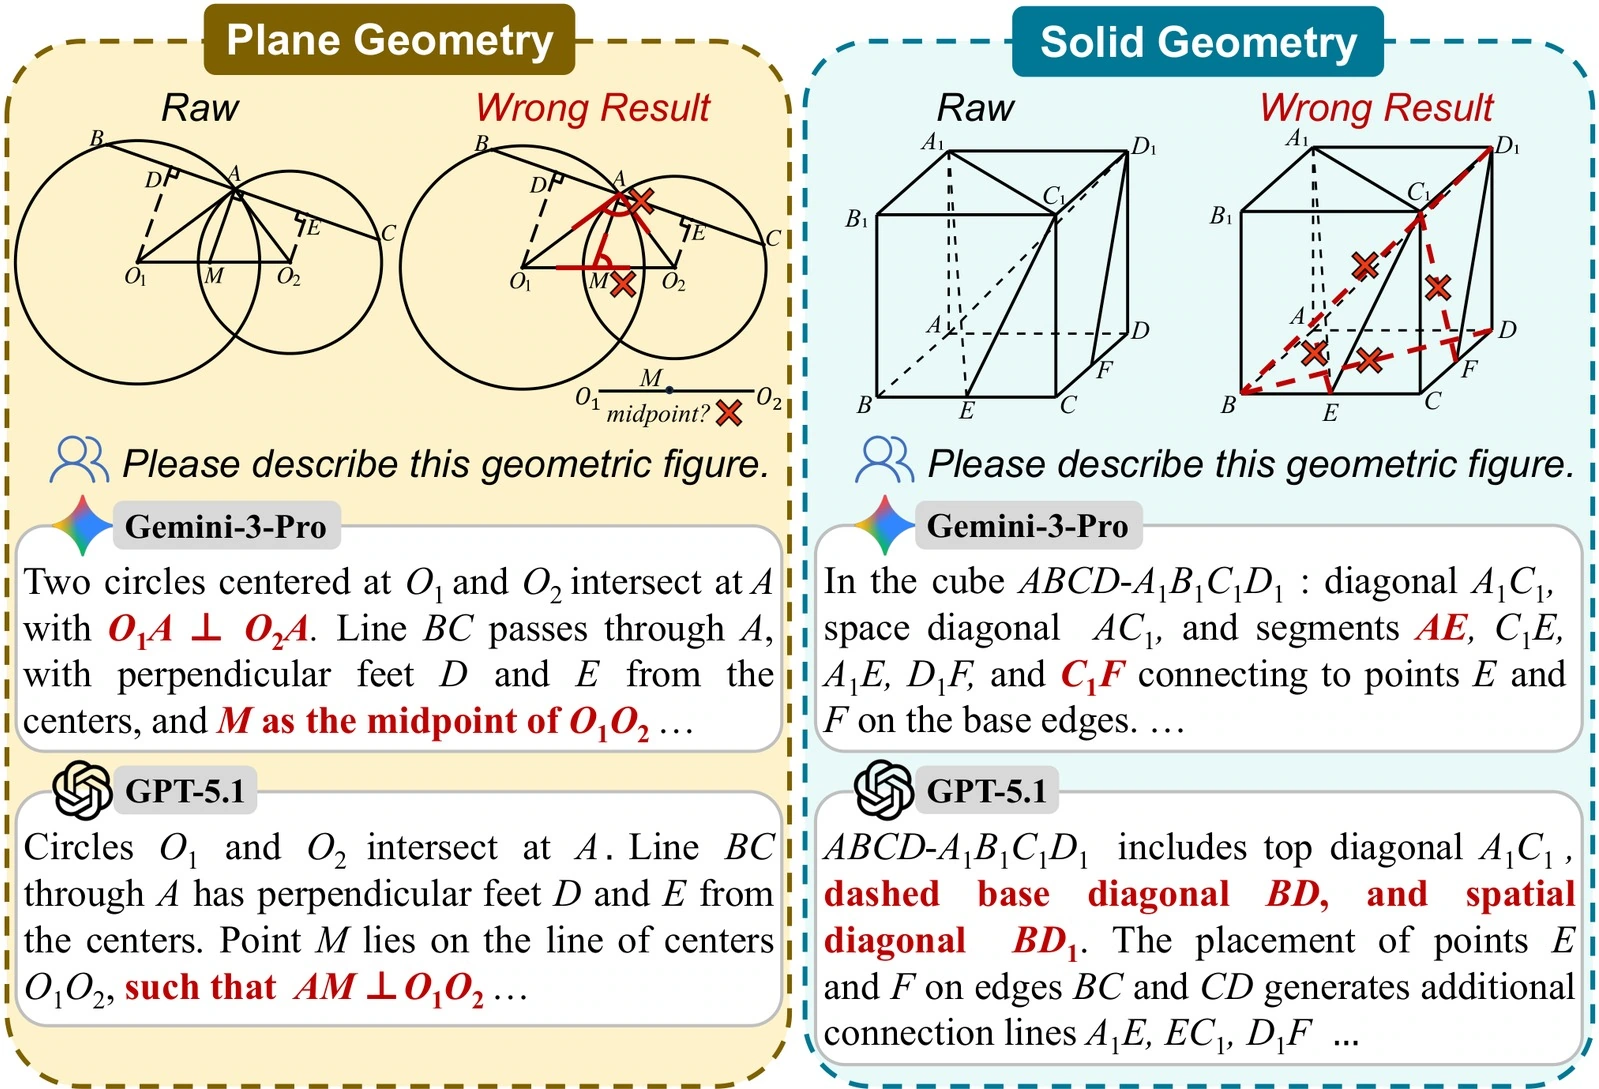 Plane Geometry
Raw
Wrong Result
B
D
A
E
C
O₁
M
O₂
B
D
A
E
C
O₁
M
O₂
M
O₁
O₂
midpoint?
Please describe this geometric figure.
Gemini-3-Pro
Two circles centered at O₁ and O₂ intersect at A
with O₁A ⊥ O₂A. Line BC passes through A,
with perpendicular feet D and E from the
centers, and M as the midpoint of O₁O₂ …
GPT-5.1
Circles O₁ and O₂ intersect at A. Line BC
through A has perpendicular feet D and E from
the centers. Point M lies on the line of centers
O₁O₂, such that AM ⊥ O₁O₂ …
Solid Geometry
Raw
Wrong Result
A₁
D₁
C₁
B₁
A
D
F
B
E
C
A₁
D₁
C₁
B₁
A
D
F
B
E
C
Please describe this geometric figure.
Gemini-3-Pro
In the cube ABCD-A₁B₁C₁D₁ : diagonal A₁C₁,
space diagonal AC₁, and segments AE, C₁E,
A₁E, D₁F, and C₁F connecting to points E and
F on the base edges. …
GPT-5.1
ABCD-A₁B₁C₁D₁ includes top diagonal A₁C₁ ,
dashed base diagonal BD, and spatial
diagonal BD₁. The placement of points E
and F on edges BC and CD generates additional
connection lines A₁E, EC₁, D₁F ...